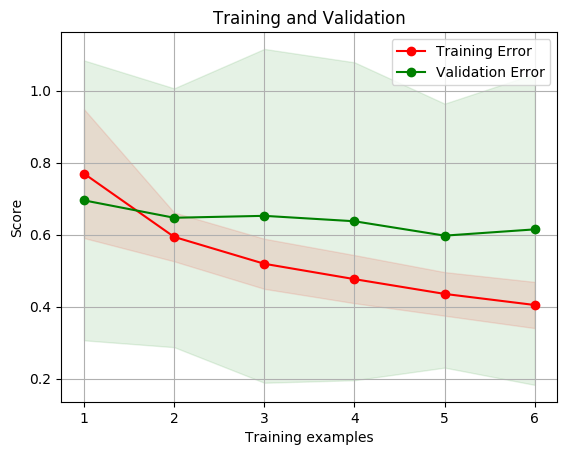 Training and Validation
Training Error
Validation Error
1.0
0.8
0.6
0.4
0.2
Score
1 2 3 4 5 6
Training examples